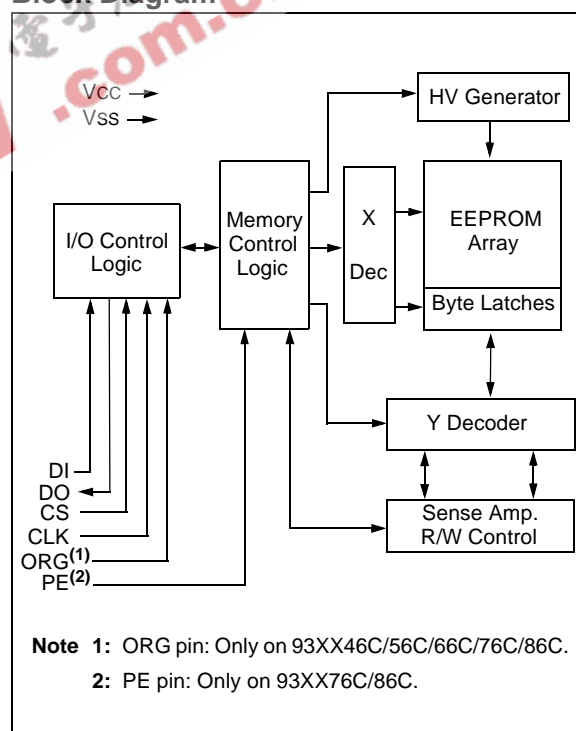 Block Diagram
.com.
Vcc
Vss
HV Generator
I/O Control
Logic
Memory
Control
Logic
X
Dec
EEPROM
Array
Byte Latches
Y Decoder
Sense Amp.
R/W Control
DI
DO
CS
CLK
ORG(1)
PE(2)
Note 1: ORG pin: Only on 93XX46C/56C/66C/76C/86C.
2: PE pin: Only on 93XX76C/86C.